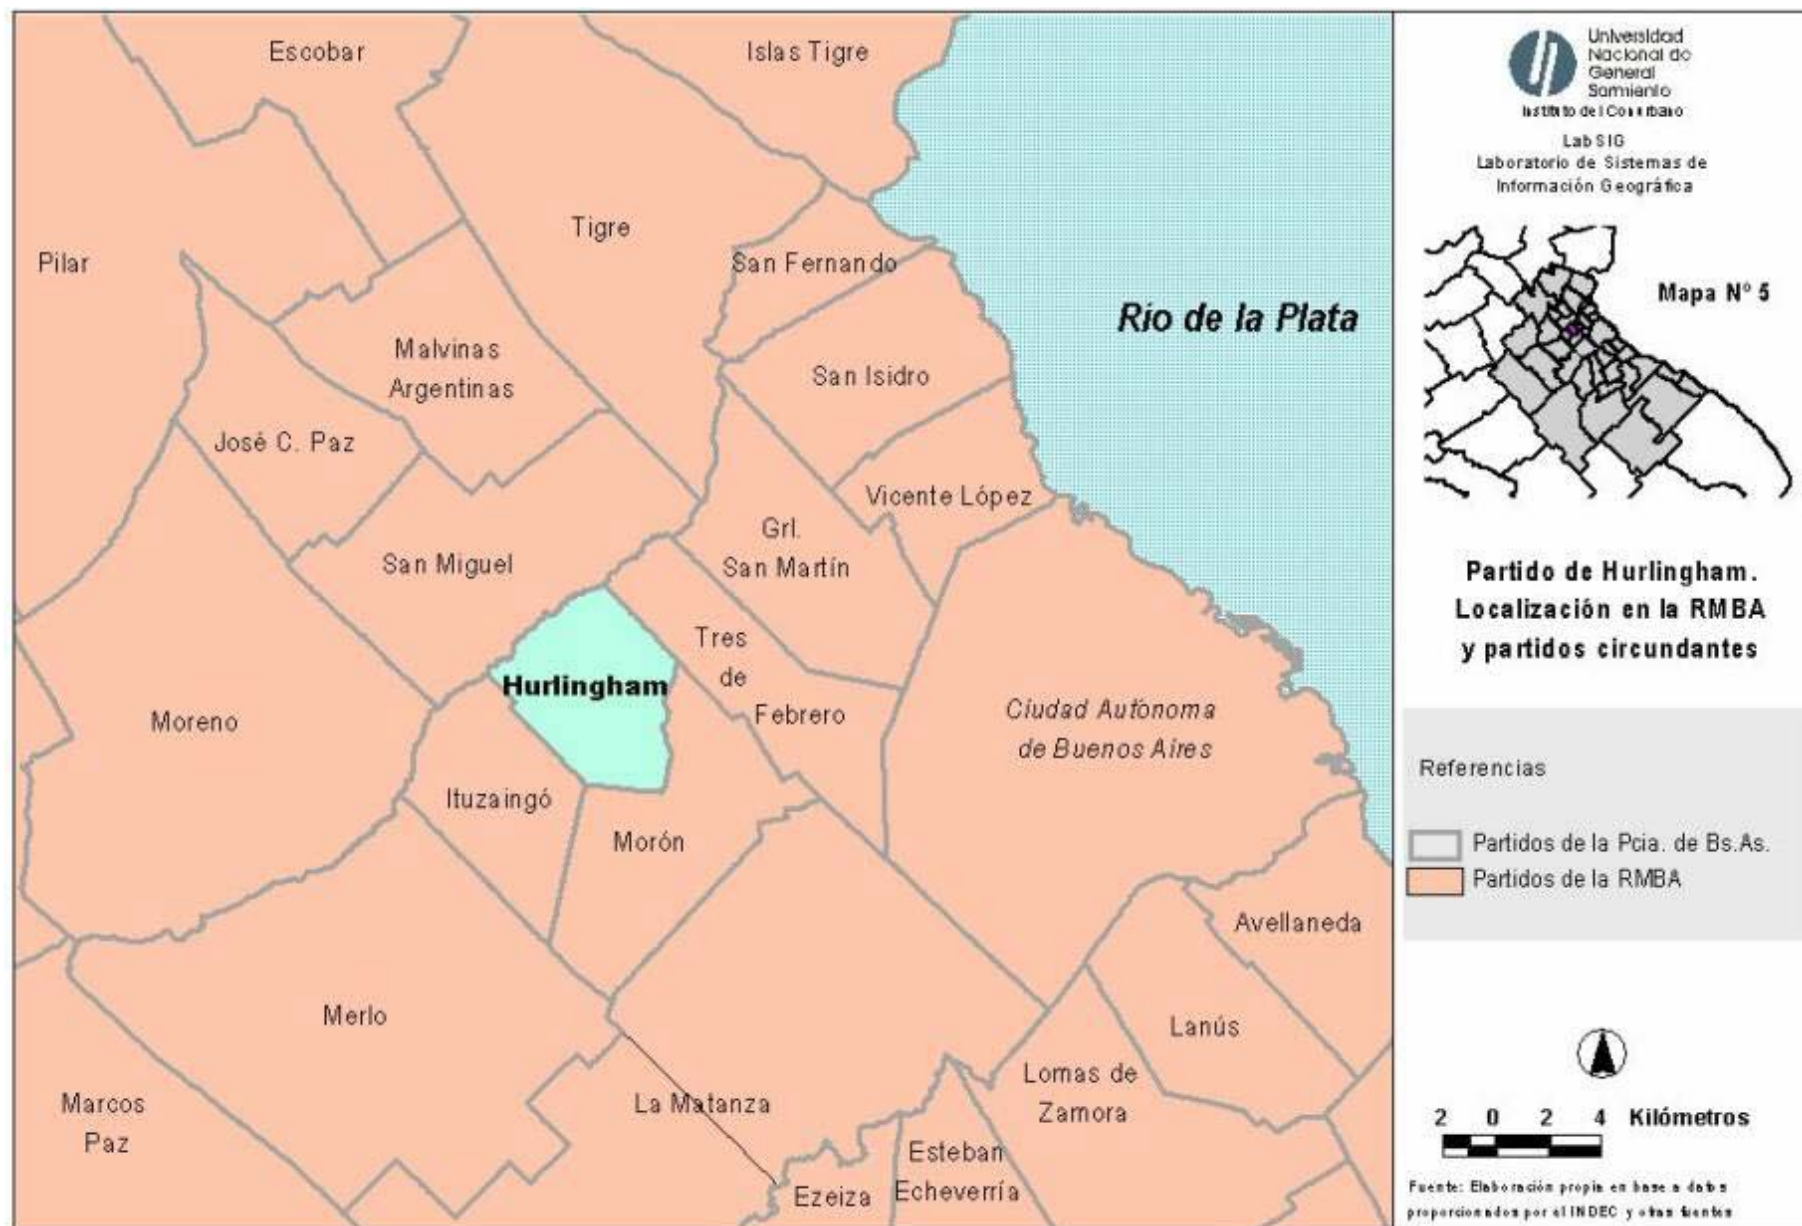 Escobar
Islas Tigre
Tigre
Pilar
San Fernando
Río de la Plata
Malvinas
Argentinas
San Isidro
José C. Paz
Vicente López
Grl.
San Martín
San Miguel
Tres
de
Febrero
Hurlingham
Moreno
Ciudad Autónoma
de Buenos Aires
Ituzaingó
Morón
Avellaneda
Merlo
Lanús
Lomas de
Zamora
La Matanza
Marcos
Paz
Esteban
Echeverría
Ezeiza
Universidad
Nacional de
General
Sarmiento
Instituto del Conurbano
Lab SIG
Laboratorio de Sistemas de
Información Geográfica
Mapa Nº 5
Partido de Hurlingham.
Localización en la RMBA
y partidos circundantes
Referencias
Partidos de la Pcia. de Bs.As.
Partidos de la RMBA
2 0 2 4 Kilómetros
Fuente: Elaboración propia en base a datos
proporcionados por el INDEC y otras fuentes